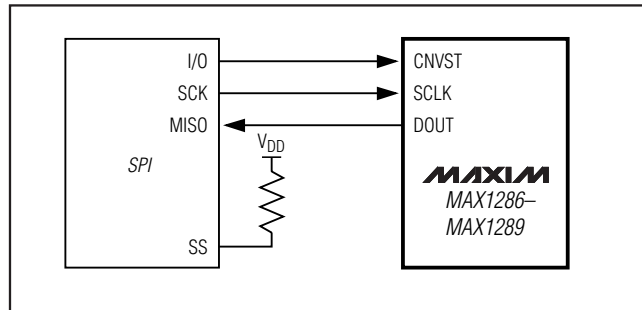 I/O
SCK
MISO
SPI
VDD
SS
CNVST
SCLK
DOUT
MAXIM
MAX1286–
MAX1289